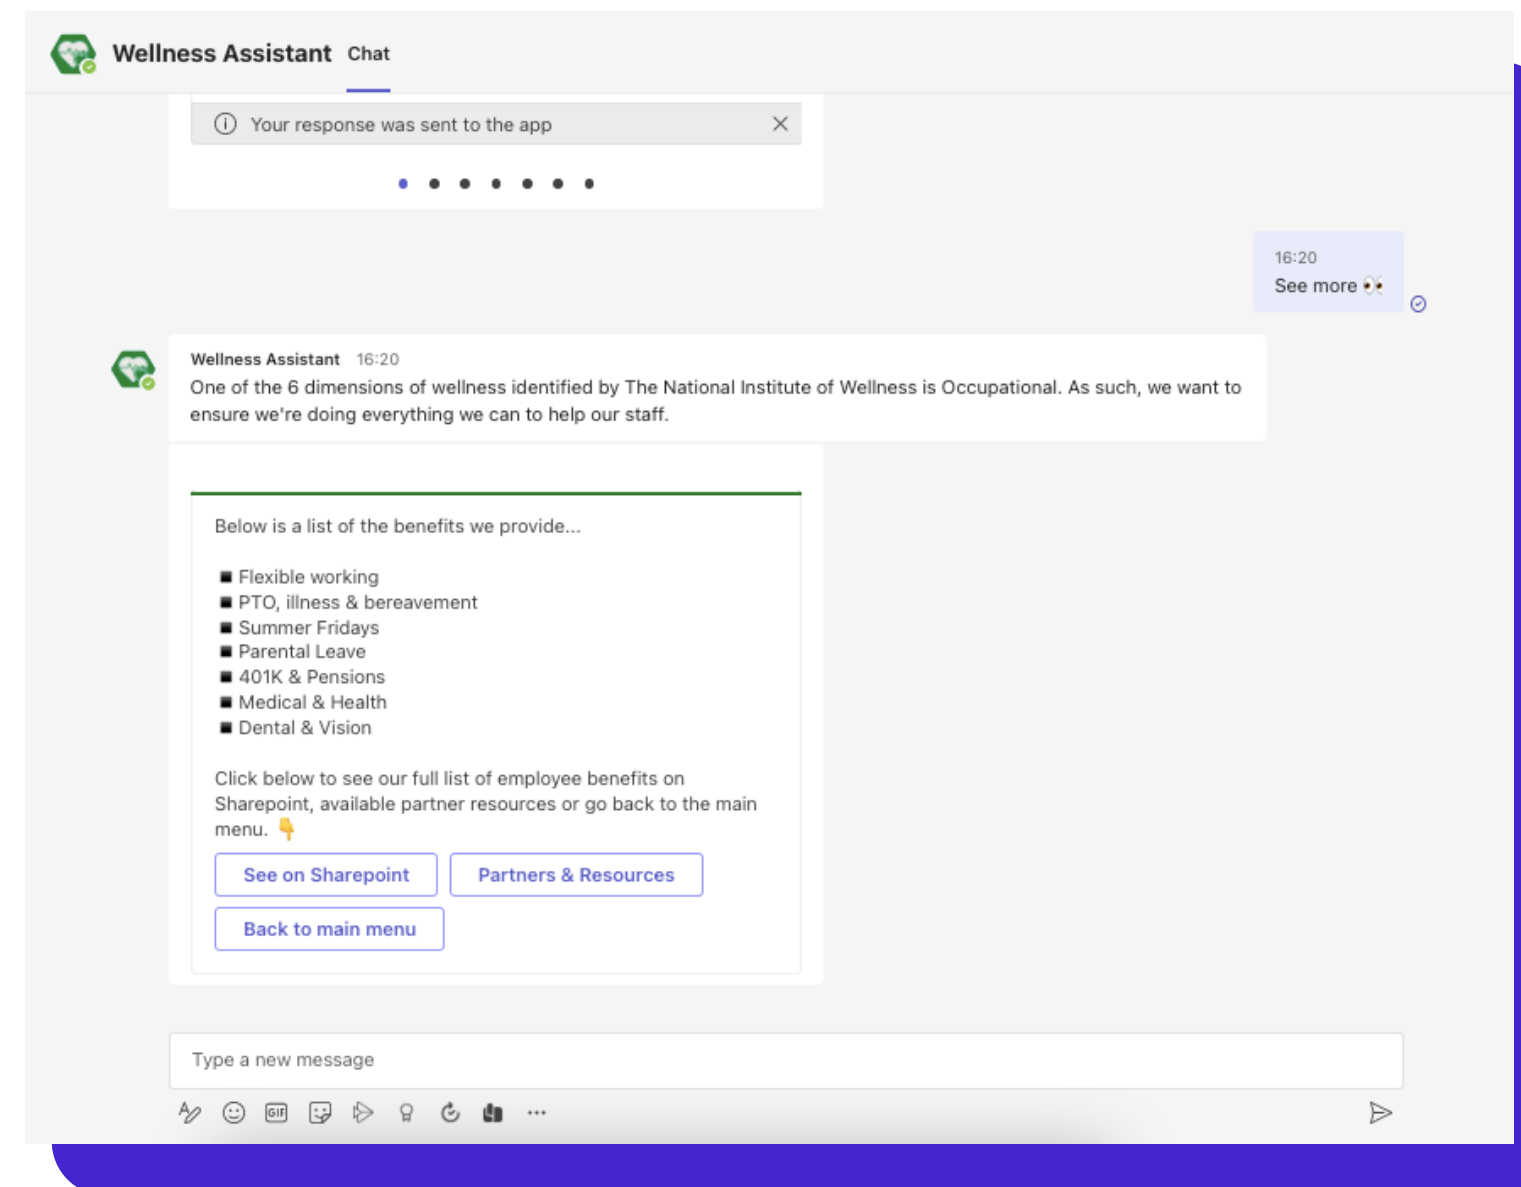 Wellness Assistant Chat
Your response was sent to the app
16:20
See more 👀
Wellness Assistant 16:20
One of the 6 dimensions of wellness identified by The National Institute of Wellness is Occupational. As such, we want to
ensure we're doing everything we can to help our staff.
Below is a list of the benefits we provide...
▪ Flexible working
▪ PTO, illness & bereavement
▪ Summer Fridays
▪ Parental Leave
▪ 401K & Pensions
▪ Medical & Health
▪ Dental & Vision
Click below to see our full list of employee benefits on
Sharepoint, available partner resources or go back to the main
menu. 👇
See on Sharepoint Partners & Resources
Back to main menu
Type a new message
GIF